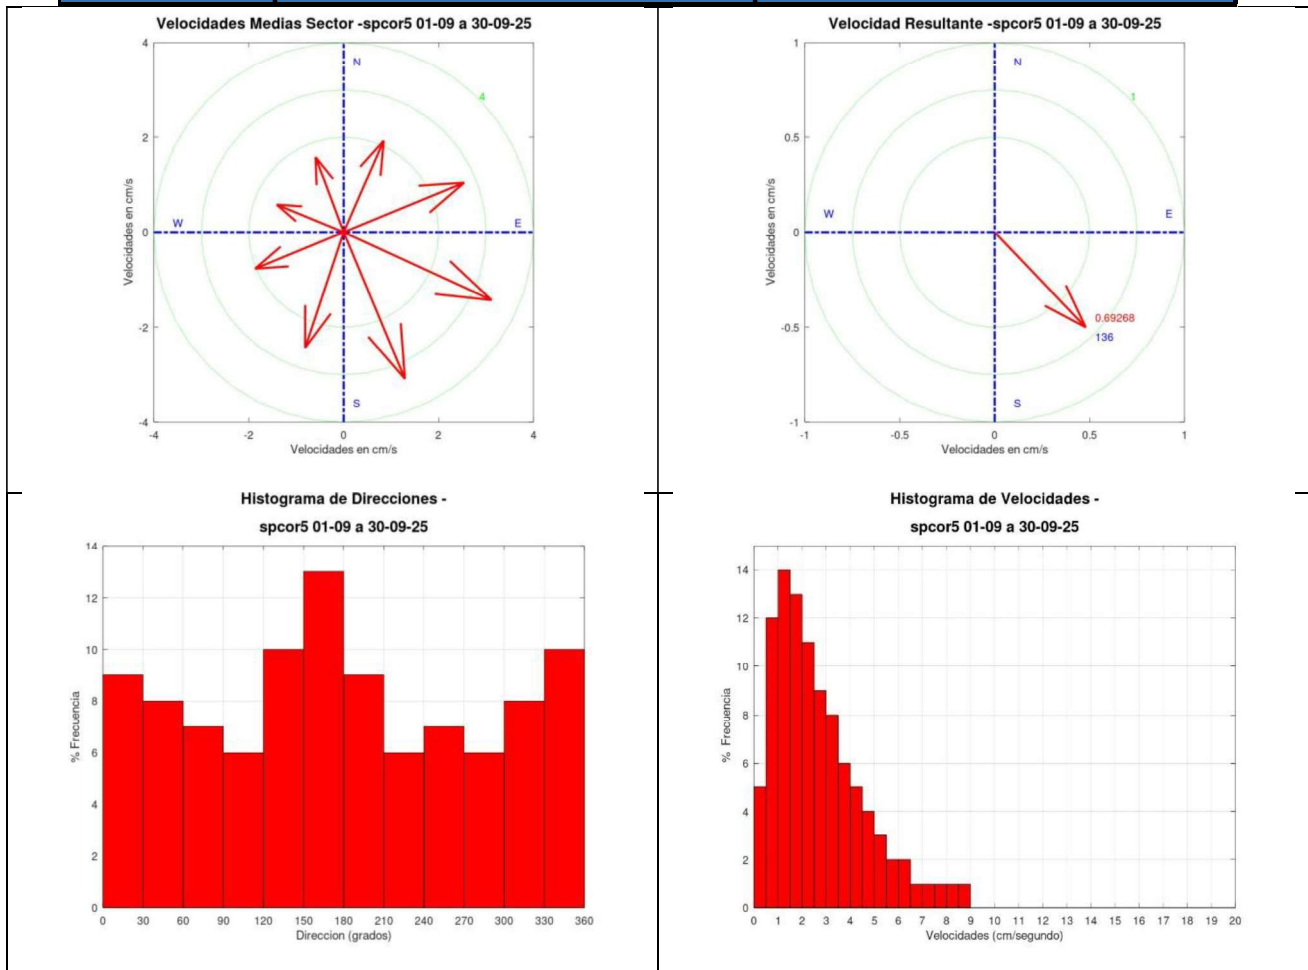 Velocidades Medias Sector -spcor5 01-09 a 30-09-25
4
N
4
2
W
E
0
Velocidades en cm/s
-2
S
-4
-4 -2 0 2 4
Velocidades en cm/s
Velocidad Resultante -spcor5 01-09 a 30-09-25
1
N
1
0.5
W
E
0
Velocidades en cm/s
0.69268
136
-0.5
S
-1
-1 -0.5 0 0.5 1
Velocidades en cm/s
Histograma de Direcciones -
spcor5 01-09 a 30-09-25
14
12
10
8
% Frecuencia
6
4
2
0
0 30 60 90 120 150 180 210 240 270 300 330 360
Direccion (grados)
Histograma de Velocidades -
spcor5 01-09 a 30-09-25
14
12
10
8
% Frecuencia
6
4
2
0
0 1 2 3 4 5 6 7 8 9 10 11 12 13 14 15 16 17 18 19 20
Velocidades (cm/segundo)